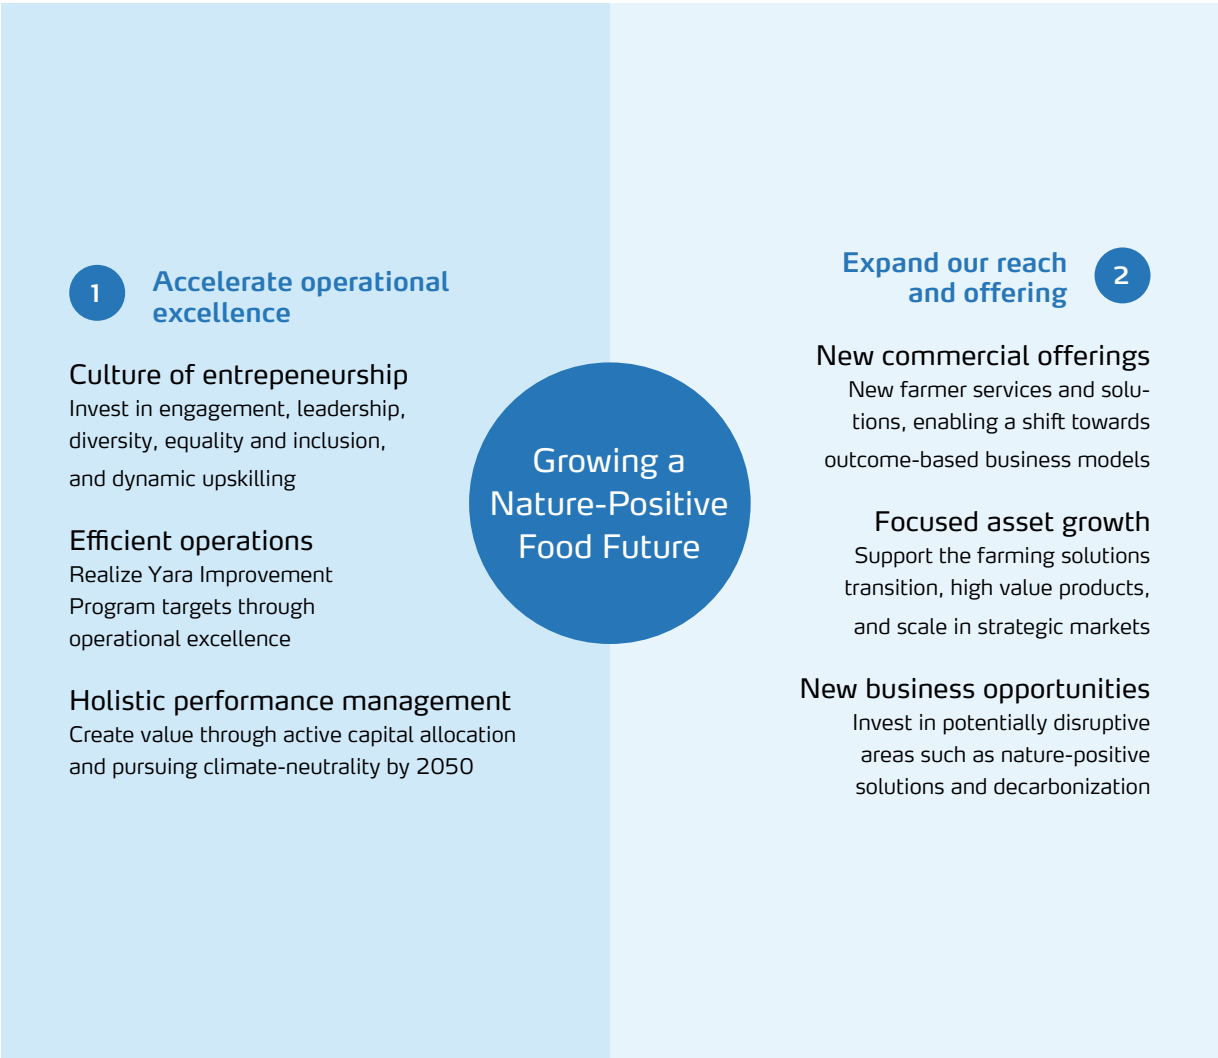 1
Accelerate operational
excellence
Culture of entrepeneurship
Invest in engagement, leadership,
diversity, equality and inclusion,
and dynamic upskilling
Efficient operations
Realize Yara Improvement
Program targets through
operational excellence
Holistic performance management
Create value through active capital allocation
and pursuing climate-neutrality by 2050
Growing a
Nature-Positive
Food Future
Expand our reach
and offering
2
New commercial offerings
New farmer services and solu-
tions, enabling a shift towards
outcome-based business models
Focused asset growth
Support the farming solutions
transition, high value products,
and scale in strategic markets
New business opportunities
Invest in potentially disruptive
areas such as nature-positive
solutions and decarbonization